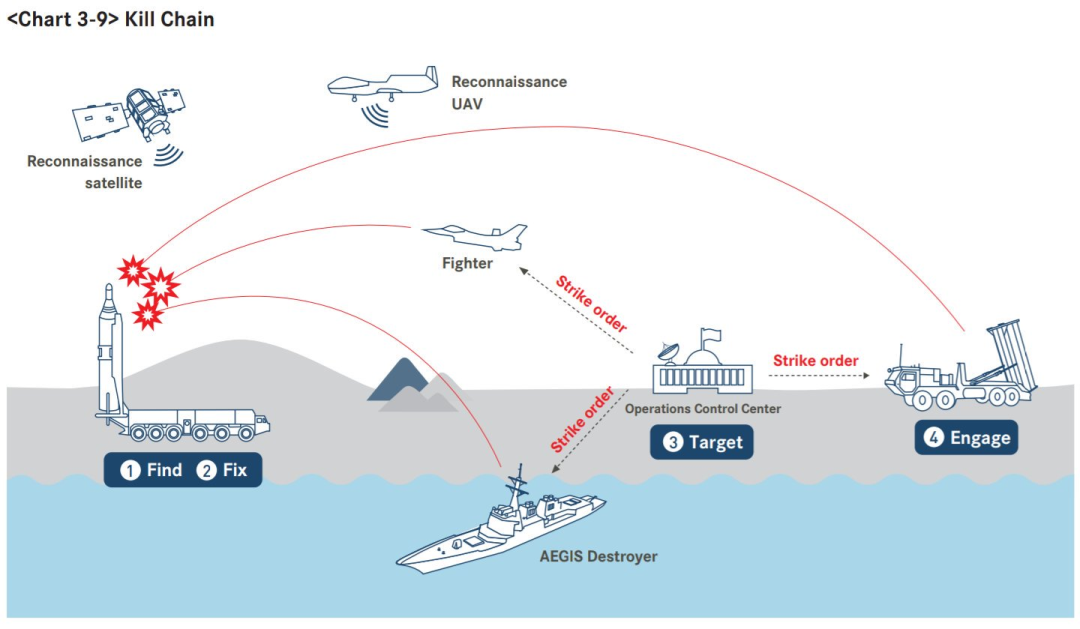 <Chart 3-9> Kill Chain
Reconnaissance
UAV
Reconnaissance
satellite
Fighter
Strike order
Strike order
Operations Control Center
Strike order
3 Target
4 Engage
1 Find 2 Fix
AEGIS Destroyer